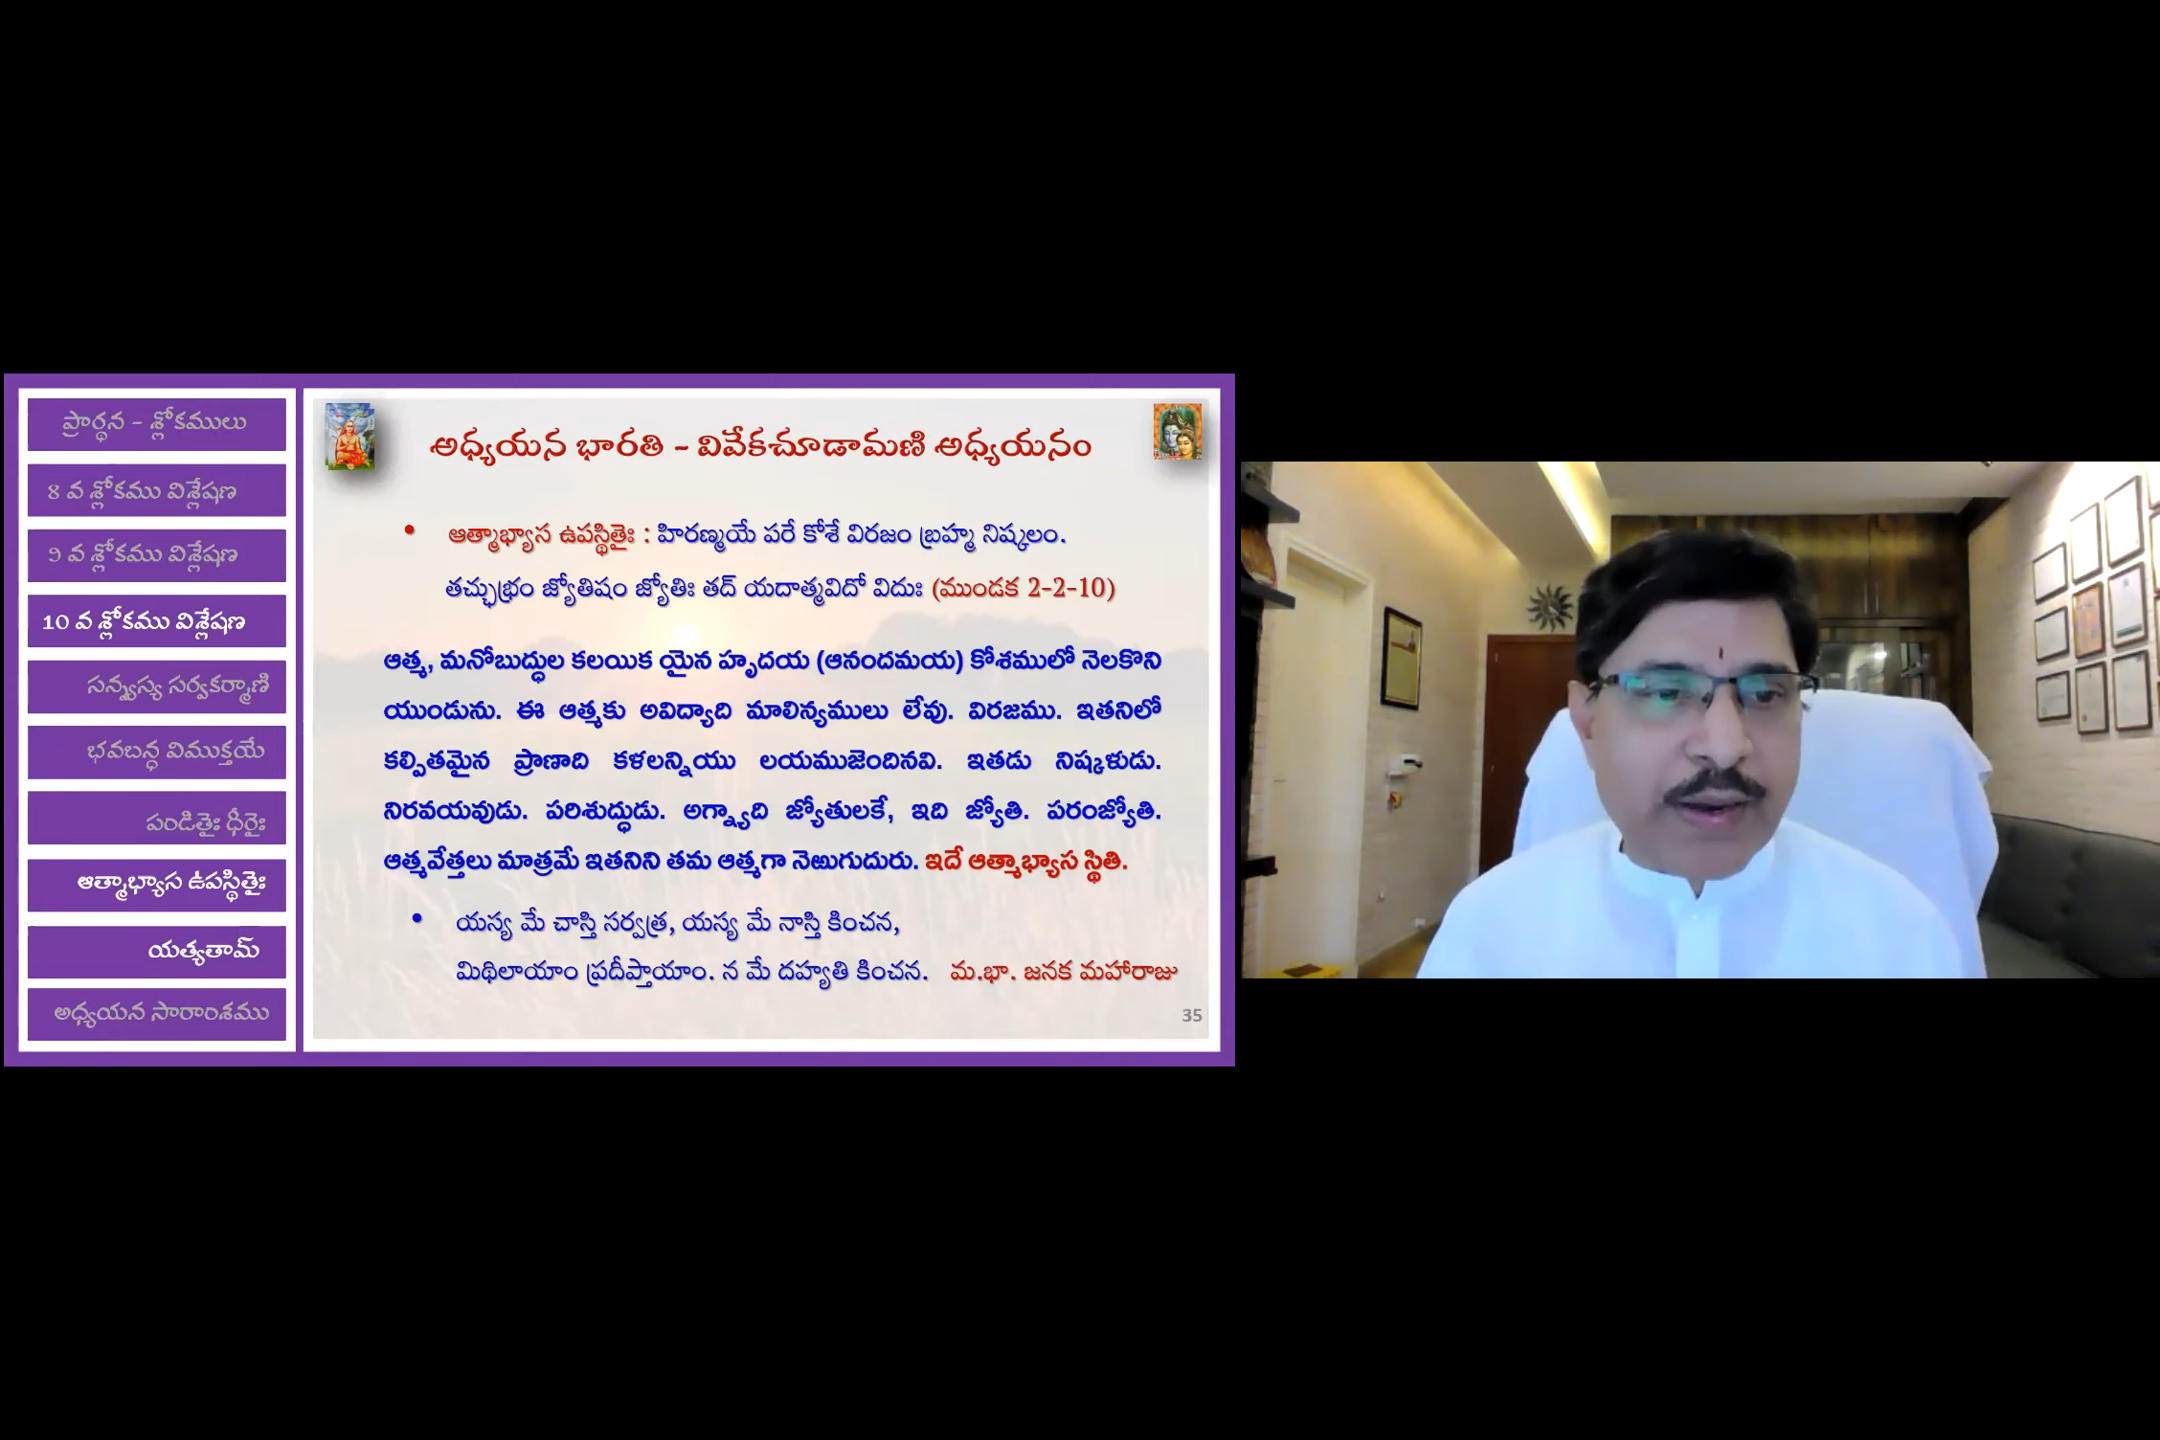 ప్రార్థన - శ్లోకములు
8 వ శ్లోకము విశ్లేషణ
9 వ శ్లోకము విశ్లేషణ
10 వ శ్లోకము విశ్లేషణ
సన్న్యస్య సర్వకర్మాణి
భవబన్ధ విముక్తయే
పండితైః ధీరైః
ఆత్మాభ్యాస ఉపస్థితైః
యత్యతామ్
అధ్యయన సారాంశము
అధ్యయన భారతి - వివేకచూడామణి అధ్యయనం
• ఆత్మాభ్యాస ఉపస్థితైః : హిరణ్మయే పరే కోశే విరజం బ్రహ్మ నిష్కలం.
తచ్ఛుభ్రం జ్యోతిషం జ్యోతిః తద్ యదాత్మవిదో విదుః (ముండక 2-2-10)
ఆత్మ, మనోబుద్ధుల కలయిక యైన హృదయ (ఆనందమయ) కోశములో నెలకొని
యుండును. ఈ ఆత్మకు అవిద్యాది మాలిన్యములు లేవు. విరజము. ఇతనిలో
కల్పితమైన ప్రాణాది కళలన్నియు లయముజెందినవి. ఇతడు నిష్కళుడు.
నిరవయవుడు. పరిశుద్ధుడు. అగ్న్యాది జ్యోతులకే, ఇది జ్యోతి. పరంజ్యోతి.
ఆత్మవేత్తలు మాత్రమే ఇతనిని తమ ఆత్మగా నెఱుగుదురు. ఇదే ఆత్మాభ్యాస స్థితి.
• యస్య మే చాస్తి సర్వత్ర, యస్య మే నాస్తి కించన,
మిథిలాయాం ప్రదీప్తాయాం. న మే దహ్యతి కించన. మ.భా. జనక మహారాజు
35